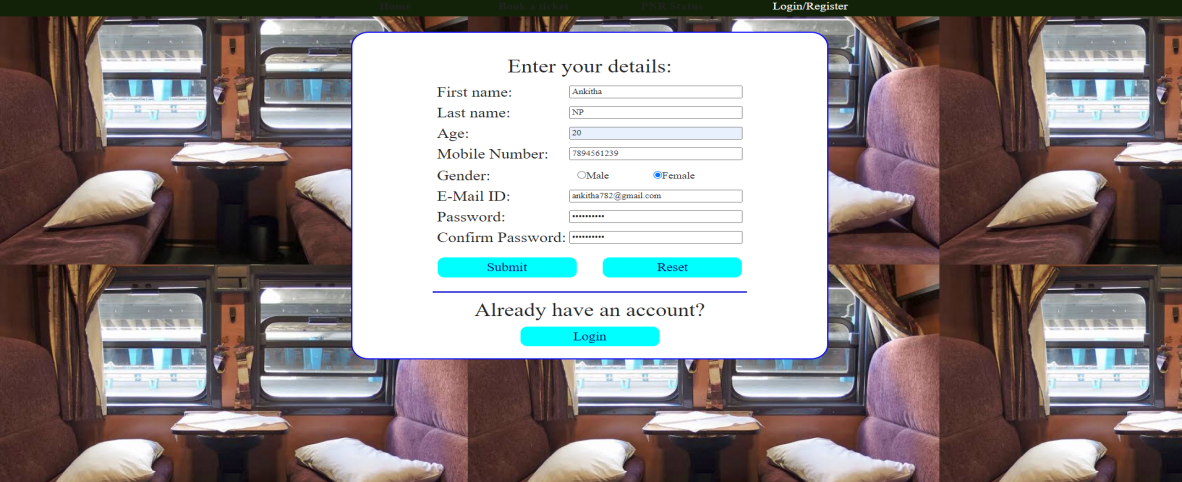 Home Book a ticket PNR Status Login/Register
Enter your details:
First name: Ankitha
Last name: NP
Age: 20
Mobile Number: 7894561239
Gender: Male Female
E-Mail ID: ankitha782@gmail.com
Password: ••••••••••
Confirm Password: ••••••••••
Submit Reset
Already have an account?
Login